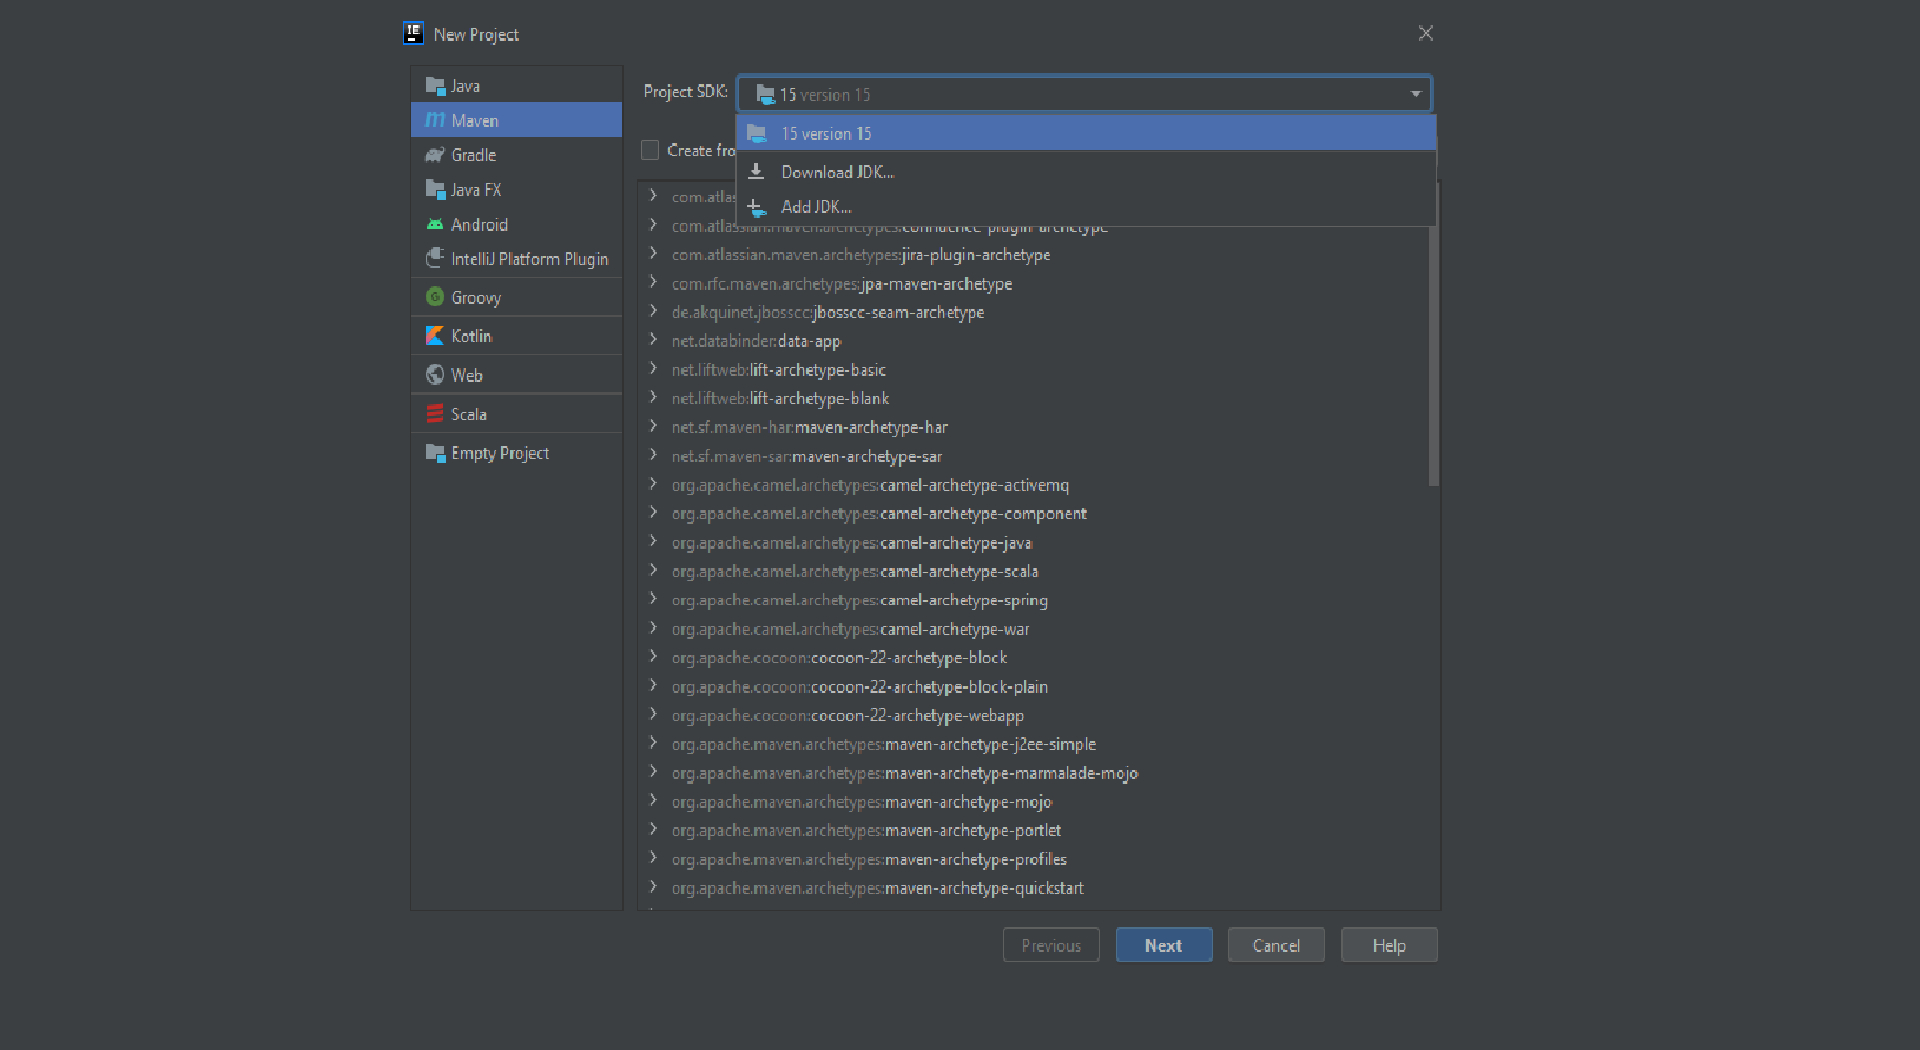 New Project
Java
Maven
Gradle
Java FX
Android
IntelliJ Platform Plugin
Groovy
Kotlin
Web
Scala
Empty Project
Project SDK:
15 version 15
15 version 15
Download JDK...
Add JDK...
Create fro
com.atlas
com.atlassian.maven.archetypes:confluence-plugin-archetype
com.atlassian.maven.archetypes:jira-plugin-archetype
com.rfc.maven.archetypes:jpa-maven-archetype
de.akquinet.jbosscc:jbosscc-seam-archetype
net.databinder:data-app
net.liftweb:lift-archetype-basic
net.liftweb:lift-archetype-blank
net.sf.maven-har:maven-archetype-har
net.sf.maven-sar:maven-archetype-sar
org.apache.camel.archetypes:camel-archetype-activemq
org.apache.camel.archetypes:camel-archetype-component
org.apache.camel.archetypes:camel-archetype-java
org.apache.camel.archetypes:camel-archetype-scala
org.apache.camel.archetypes:camel-archetype-spring
org.apache.camel.archetypes:camel-archetype-war
org.apache.cocoon:cocoon-22-archetype-block
org.apache.cocoon:cocoon-22-archetype-block-plain
org.apache.cocoon:cocoon-22-archetype-webapp
org.apache.maven.archetypes:maven-archetype-j2ee-simple
org.apache.maven.archetypes:maven-archetype-marmalade-mojo
org.apache.maven.archetypes:maven-archetype-mojo
org.apache.maven.archetypes:maven-archetype-portlet
org.apache.maven.archetypes:maven-archetype-profiles
org.apache.maven.archetypes:maven-archetype-quickstart
Previous
Next
Cancel
Help